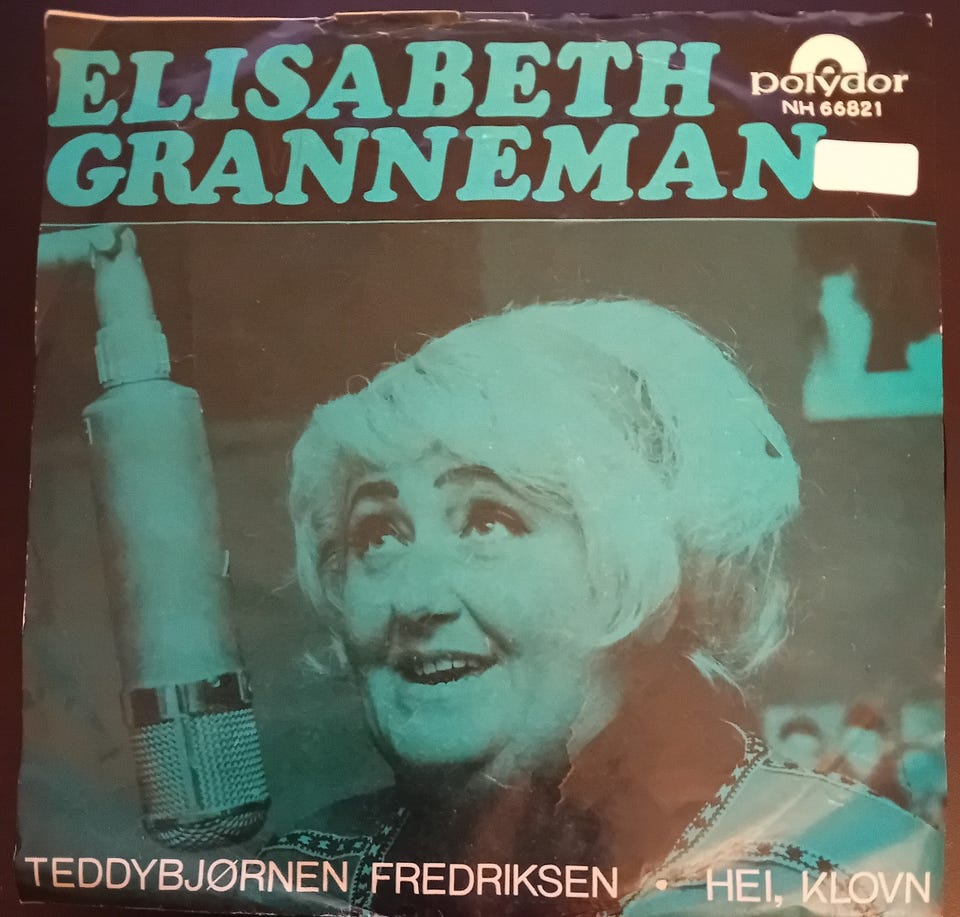 ELISABETH
GRANNEMAN
polydor
NH 66821
TEDDYBJØRNEN FREDRIKSEN • HEI, KLOVN